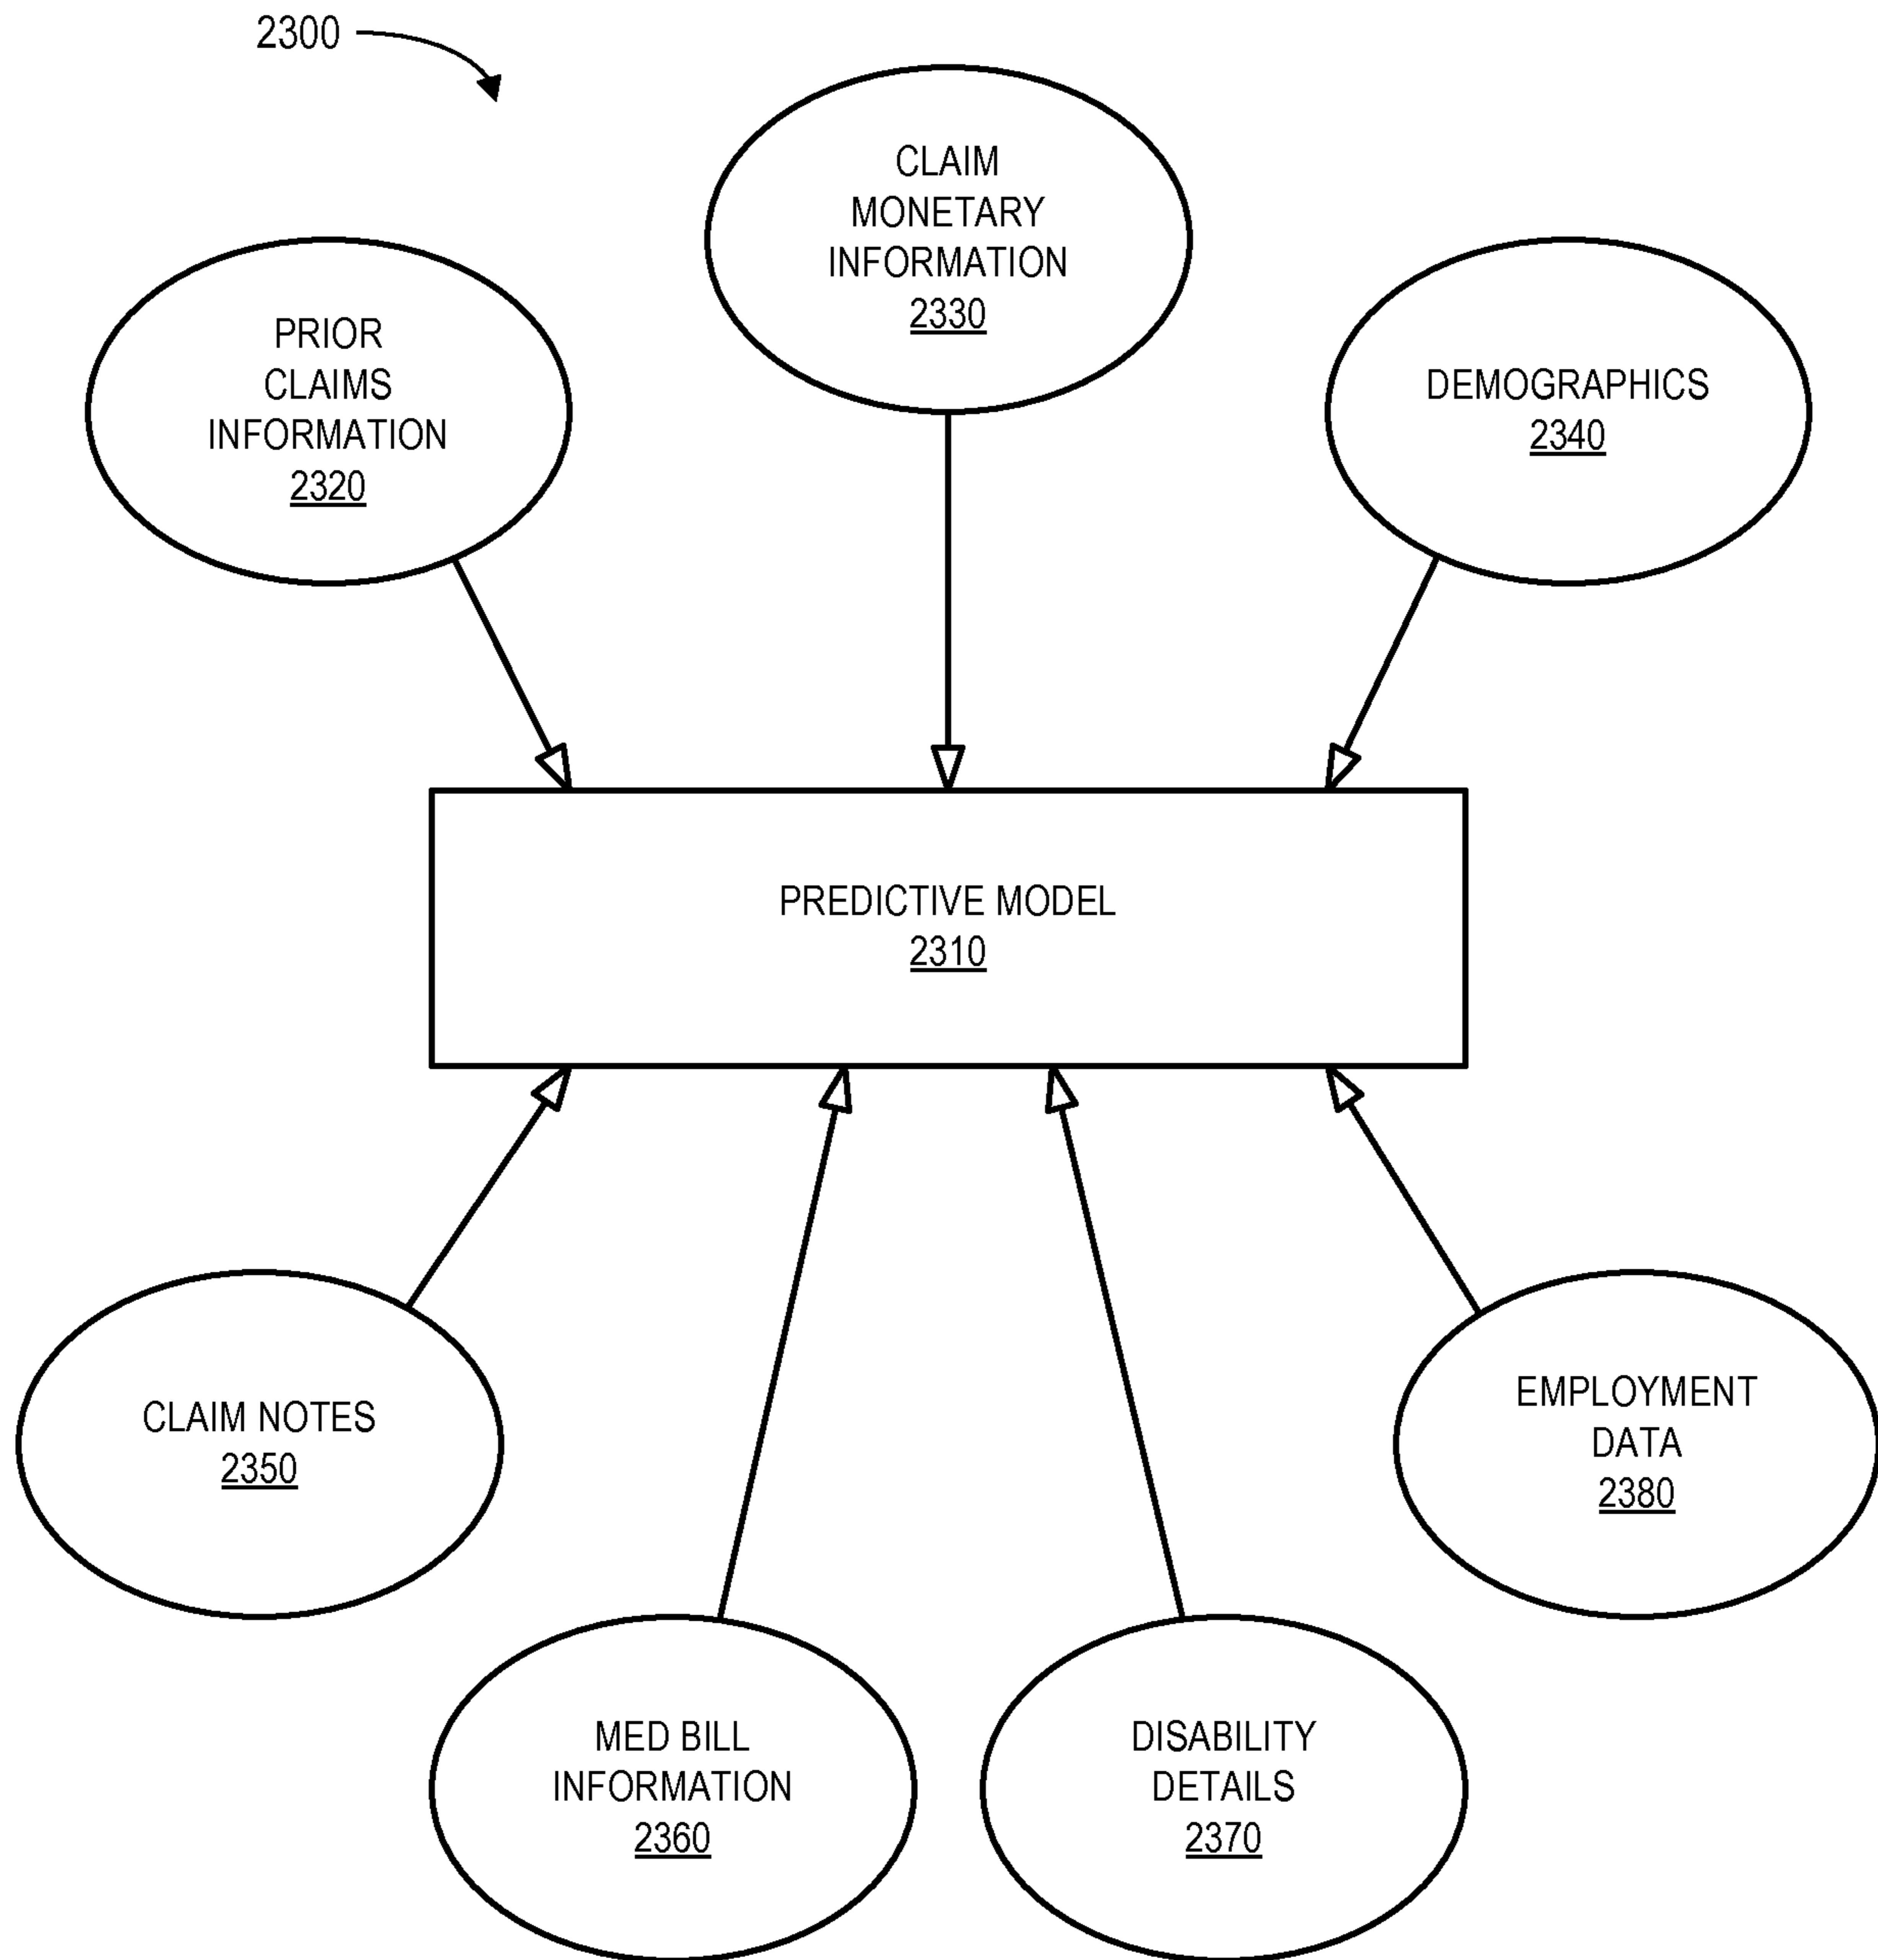 2300
CLAIM
MONETARY
INFORMATION
2330
PRIOR
CLAIMS
INFORMATION
2320
DEMOGRAPHICS
2340
PREDICTIVE MODEL
2310
CLAIM NOTES
2350
EMPLOYMENT
DATA
2380
MED BILL
INFORMATION
2360
DISABILITY
DETAILS
2370